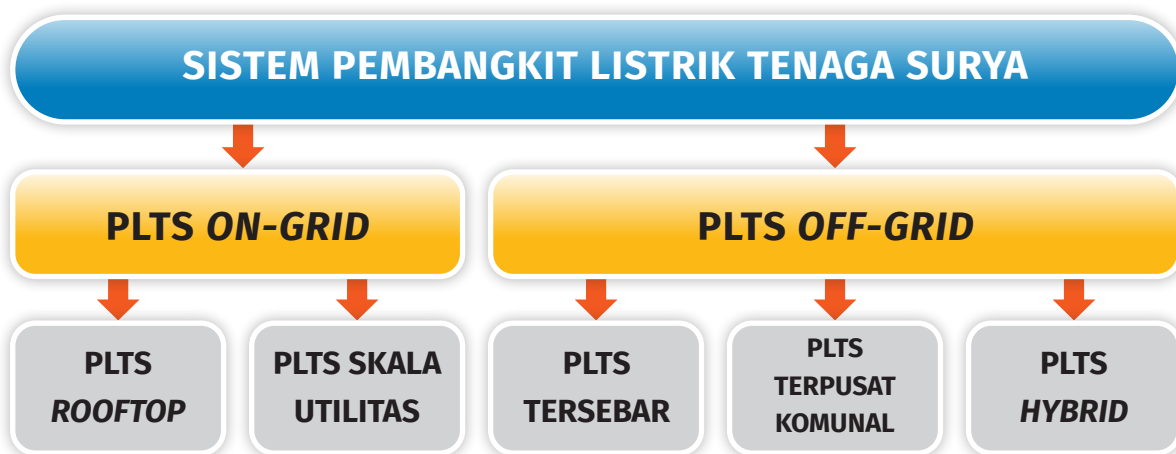 SISTEM PEMBANGKIT LISTRIK TENAGA SURYA
PLTS ON-GRID
PLTS OFF-GRID
PLTS
ROOFTOP
PLTS SKALA
UTILITAS
PLTS
TERSEBAR
PLTS
TERPUSAT
KOMUNAL
PLTS
HYBRID